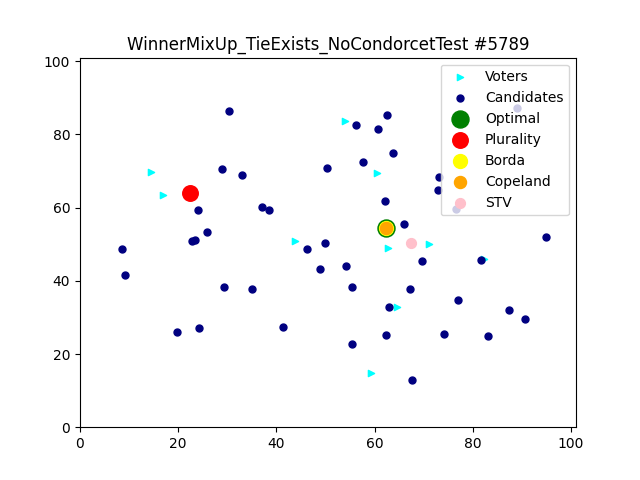 WinnerMixUp_TieExists_NoCondorcetTest #5789
100
80
60
40
20
0
0 20 40 60 80 100
Voters
Candidates
Optimal
Plurality
Borda
Copeland
STV